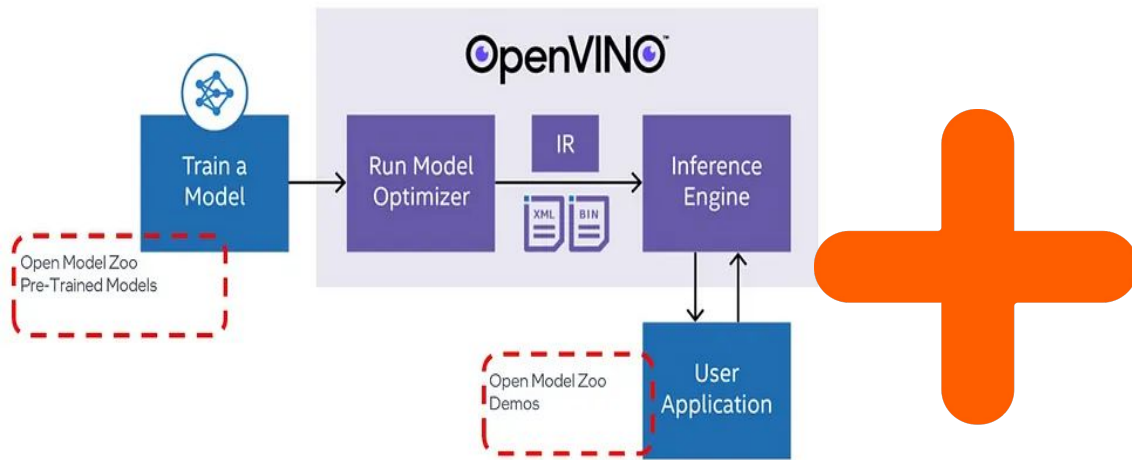 OpenVINO™
Train a
Model
Run Model
Optimizer
IR
XML
BIN
Inference
Engine
Open Model Zoo
Pre-Trained Models
Open Model Zoo
Demos
User
Application